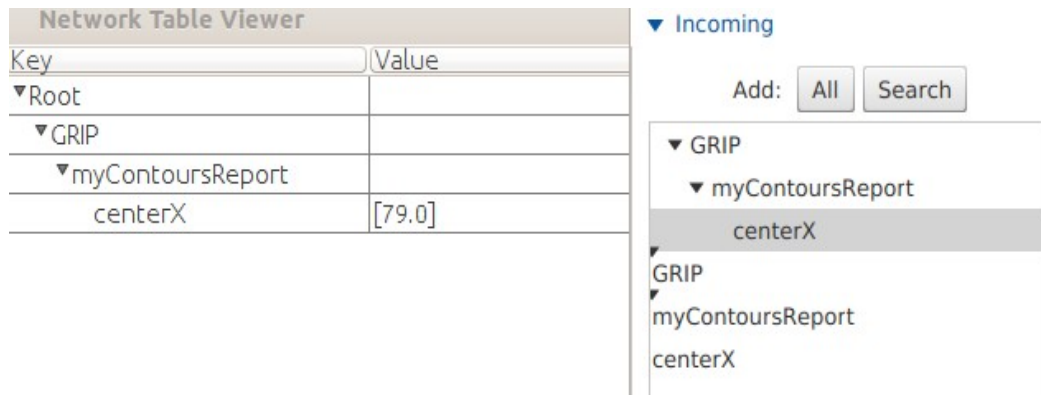 Network Table Viewer
Key Value
Root
GRIP
myContoursReport
centerX [79.0]
Incoming
Add: All Search
GRIP
myContoursReport
centerX
GRIP
myContoursReport
centerX